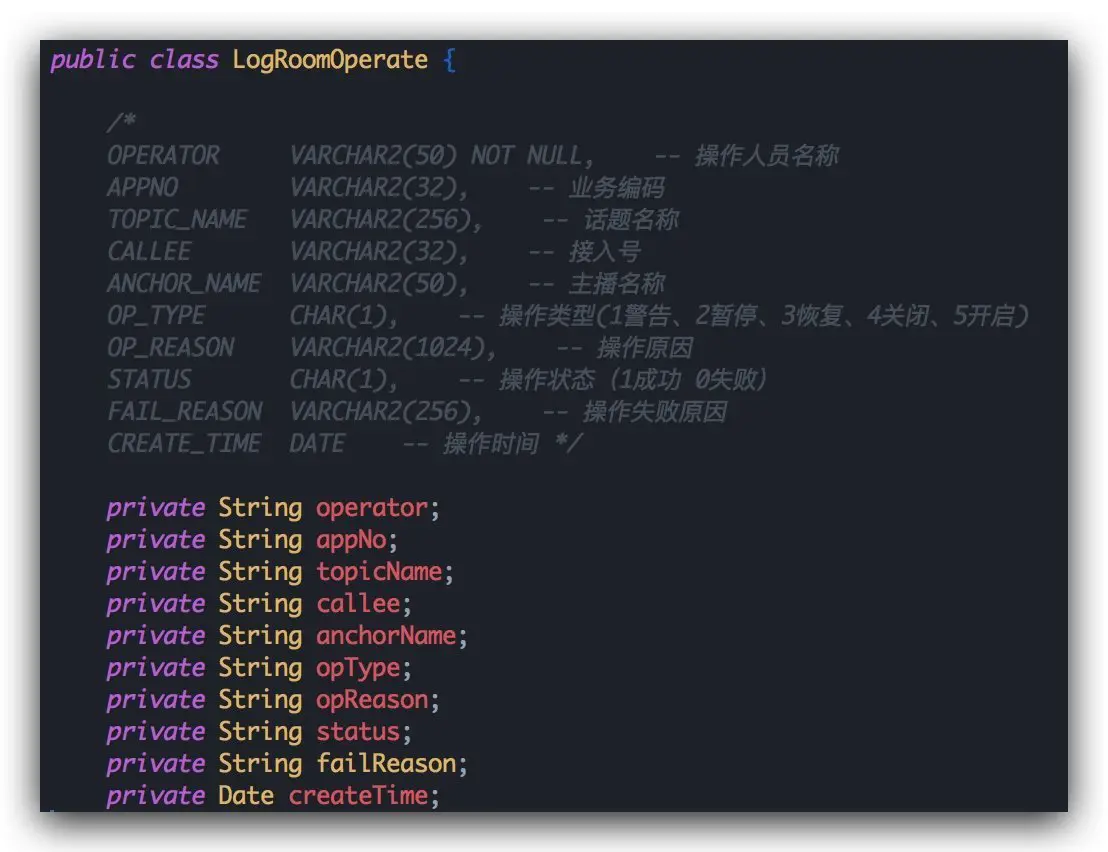 public class LogRoomOperate {
/*
OPERATOR VARCHAR2(50) NOT NULL, -- 操作人员名称
APPNO VARCHAR2(32), -- 业务编码
TOPIC_NAME VARCHAR2(256), -- 话题名称
CALLEE VARCHAR2(32), -- 接入号
ANCHOR_NAME VARCHAR2(50), -- 主播名称
OP_TYPE CHAR(1), -- 操作类型(1警告、2暂停、3恢复、4关闭、5开启)
OP_REASON VARCHAR2(1024), -- 操作原因
STATUS CHAR(1), -- 操作状态（1成功 0失败）
FAIL_REASON VARCHAR2(256), -- 操作失败原因
CREATE_TIME DATE -- 操作时间 */
private String operator;
private String appNo;
private String topicName;
private String callee;
private String anchorName;
private String opType;
private String opReason;
private String status;
private String failReason;
private Date createTime;